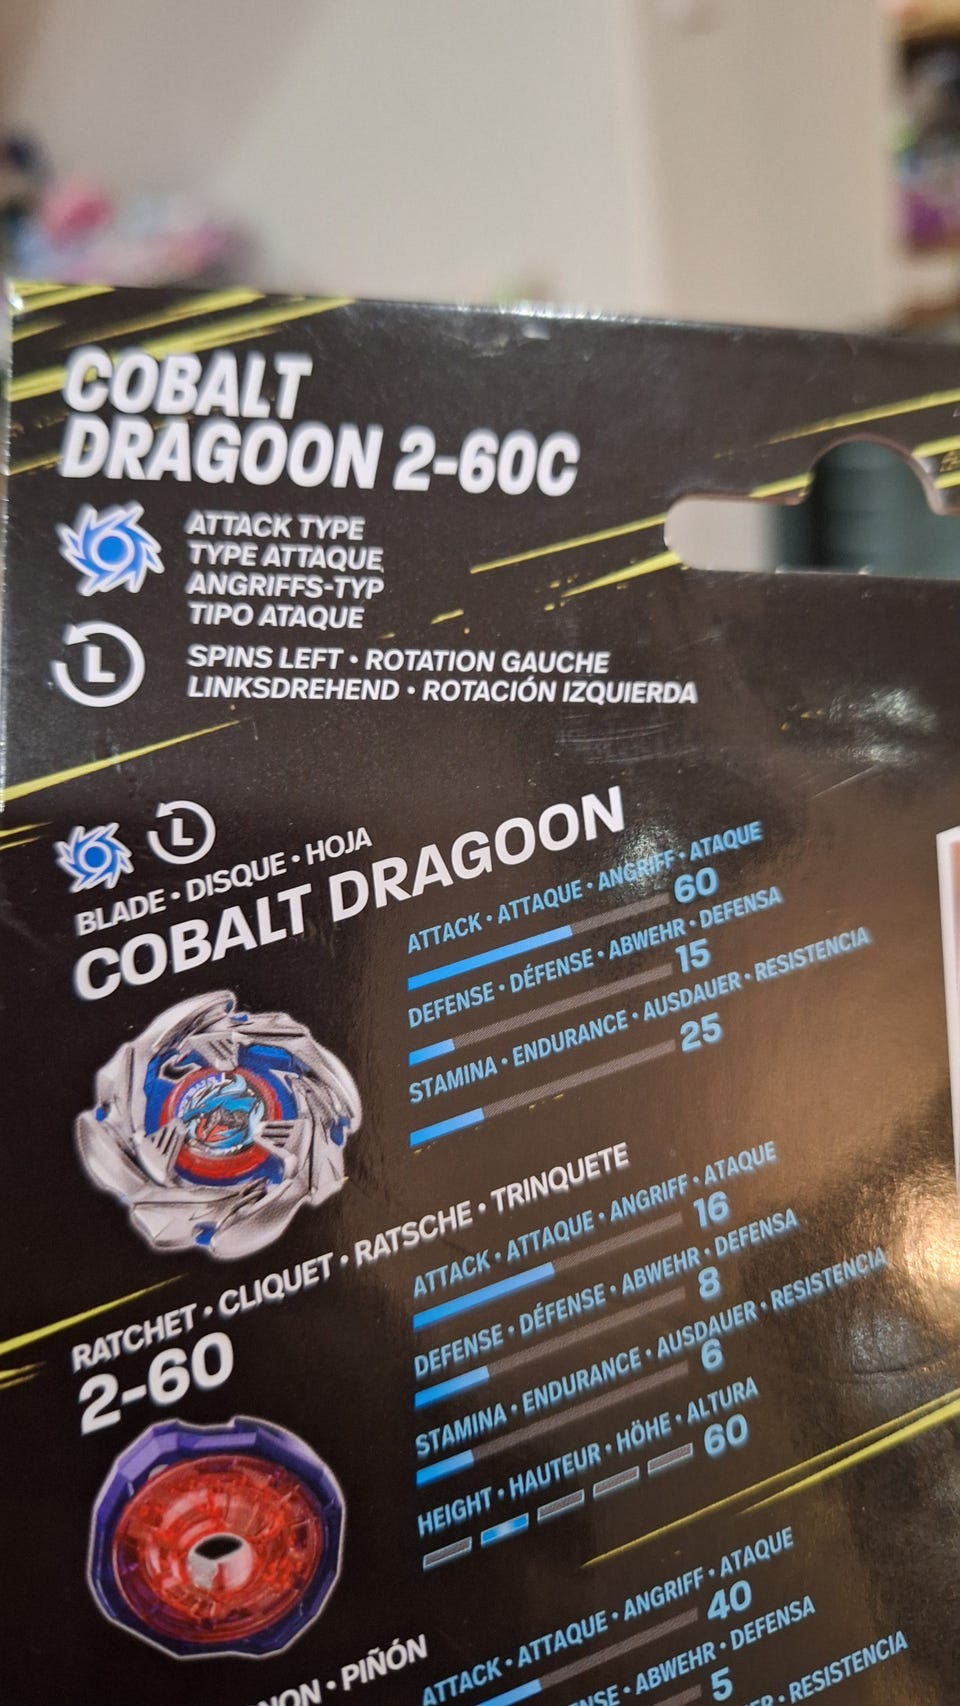 COBALT
DRAGOON 2-60C
ATTACK TYPE
TYPE ATTAQUE
ANGRIFFS-TYP
TIPO ATAQUE
L
SPINS LEFT • ROTATION GAUCHE
LINKSDREHEND • ROTACIÓN IZQUIERDA
L
BLADE • DISQUE • HOJA
COBALT DRAGOON
ATTACK • ATTAQUE • ANGRIFF • ATAQUE
60
DEFENSE • DÉFENSE • ABWEHR • DEFENSA
15
STAMINA • ENDURANCE • AUSDAUER • RESISTENCIA
25
RATCHET • CLIQUET • RATSCHE • TRINQUETE
2-60
ATTACK • ATTAQUE • ANGRIFF • ATAQUE
16
DEFENSE • DÉFENSE • ABWEHR • DEFENSA
8
STAMINA • ENDURANCE • AUSDAUER • RESISTENCIA
6
HEIGHT • HAUTEUR • HÖHE • ALTURA
60
• PIÑÓN
ATTACK • ATTAQUE • ANGRIFF • ATAQUE
40
• ABWEHR • DEFENSA
5
• RESISTENCIA